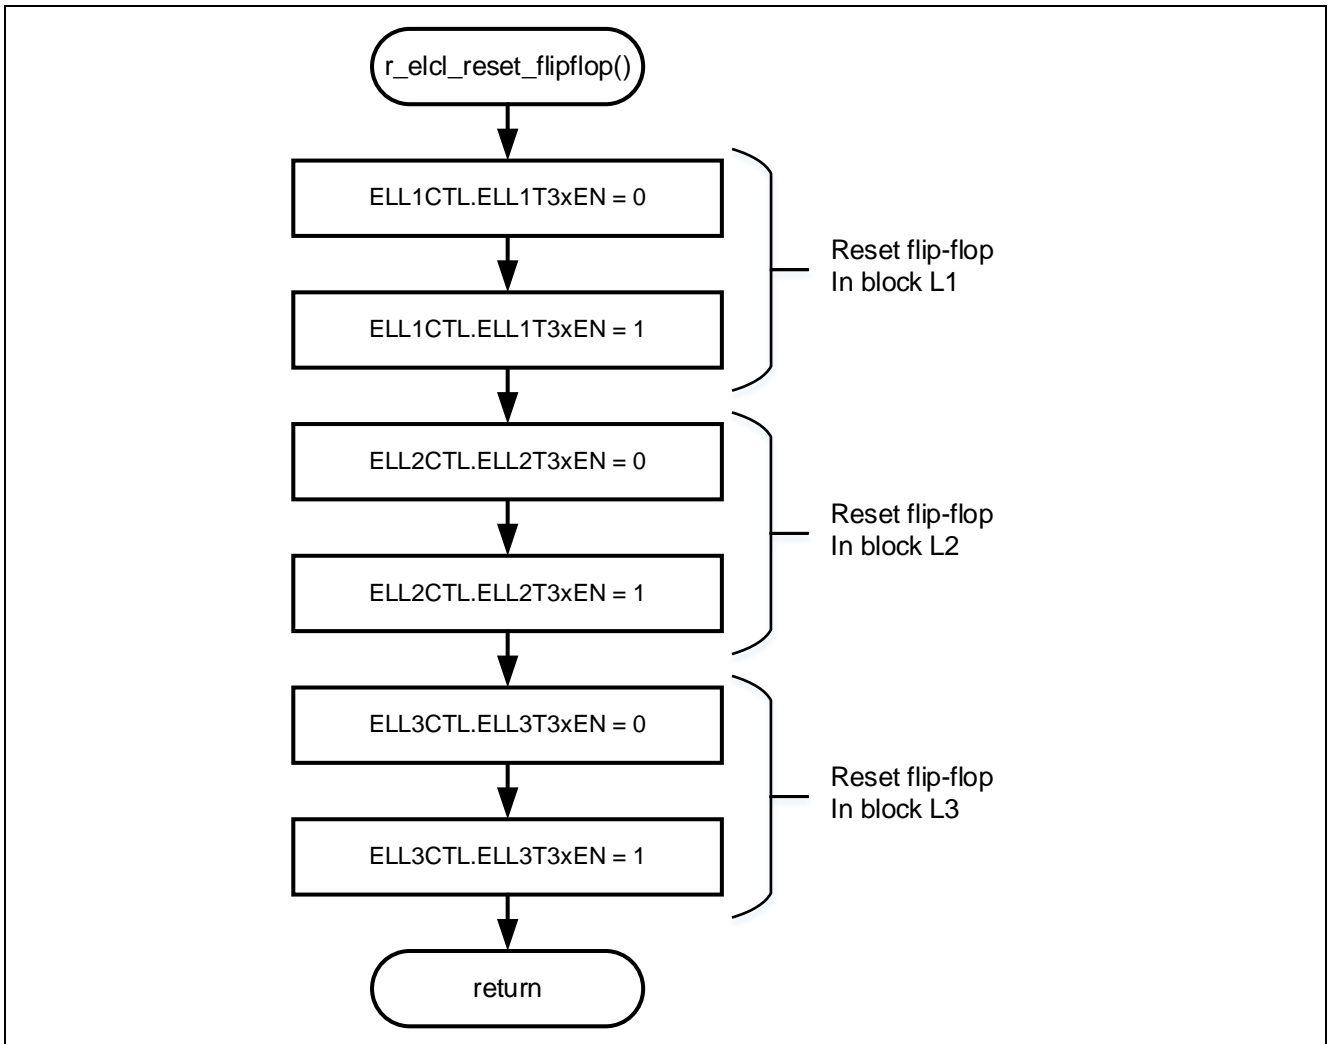 r_elcl_reset_flipflop()
ELL1CTL.ELL1T3xEN = 0
ELL1CTL.ELL1T3xEN = 1
Reset flip-flop
In block L1
ELL2CTL.ELL2T3xEN = 0
ELL2CTL.ELL2T3xEN = 1
Reset flip-flop
In block L2
ELL3CTL.ELL3T3xEN = 0
ELL3CTL.ELL3T3xEN = 1
Reset flip-flop
In block L3
return